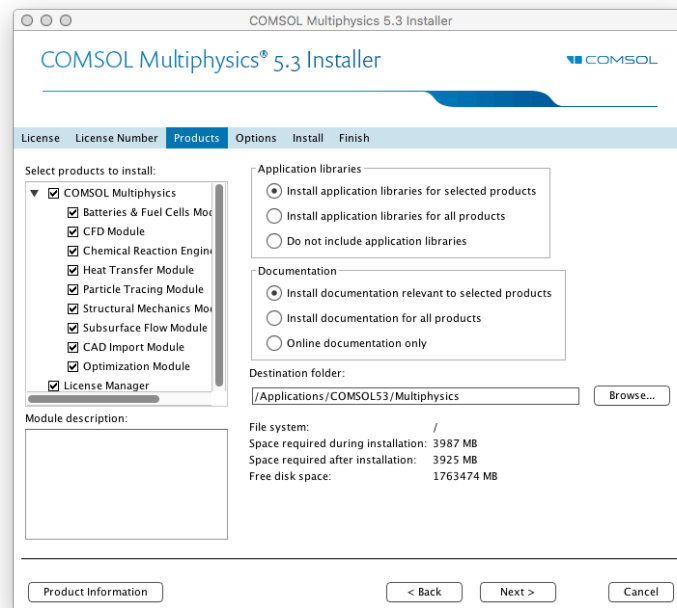 COMSOL Multiphysics 5.3 Installer
COMSOL Multiphysics® 5.3 Installer
COMSOL
License License Number Products Options Install Finish
Select products to install:
COMSOL Multiphysics
Batteries & Fuel Cells Mod
CFD Module
Chemical Reaction Engine
Heat Transfer Module
Particle Tracing Module
Structural Mechanics Mod
Subsurface Flow Module
CAD Import Module
Optimization Module
License Manager
Module description:
Application libraries
Install application libraries for selected products
Install application libraries for all products
Do not include application libraries
Documentation
Install documentation relevant to selected products
Install documentation for all products
Online documentation only
Destination folder:
/Applications/COMSOL53/Multiphysics
Browse...
File system: /
Space required during installation: 3987 MB
Space required after installation: 3925 MB
Free disk space: 1763474 MB
Product Information
< Back
Next >
Cancel